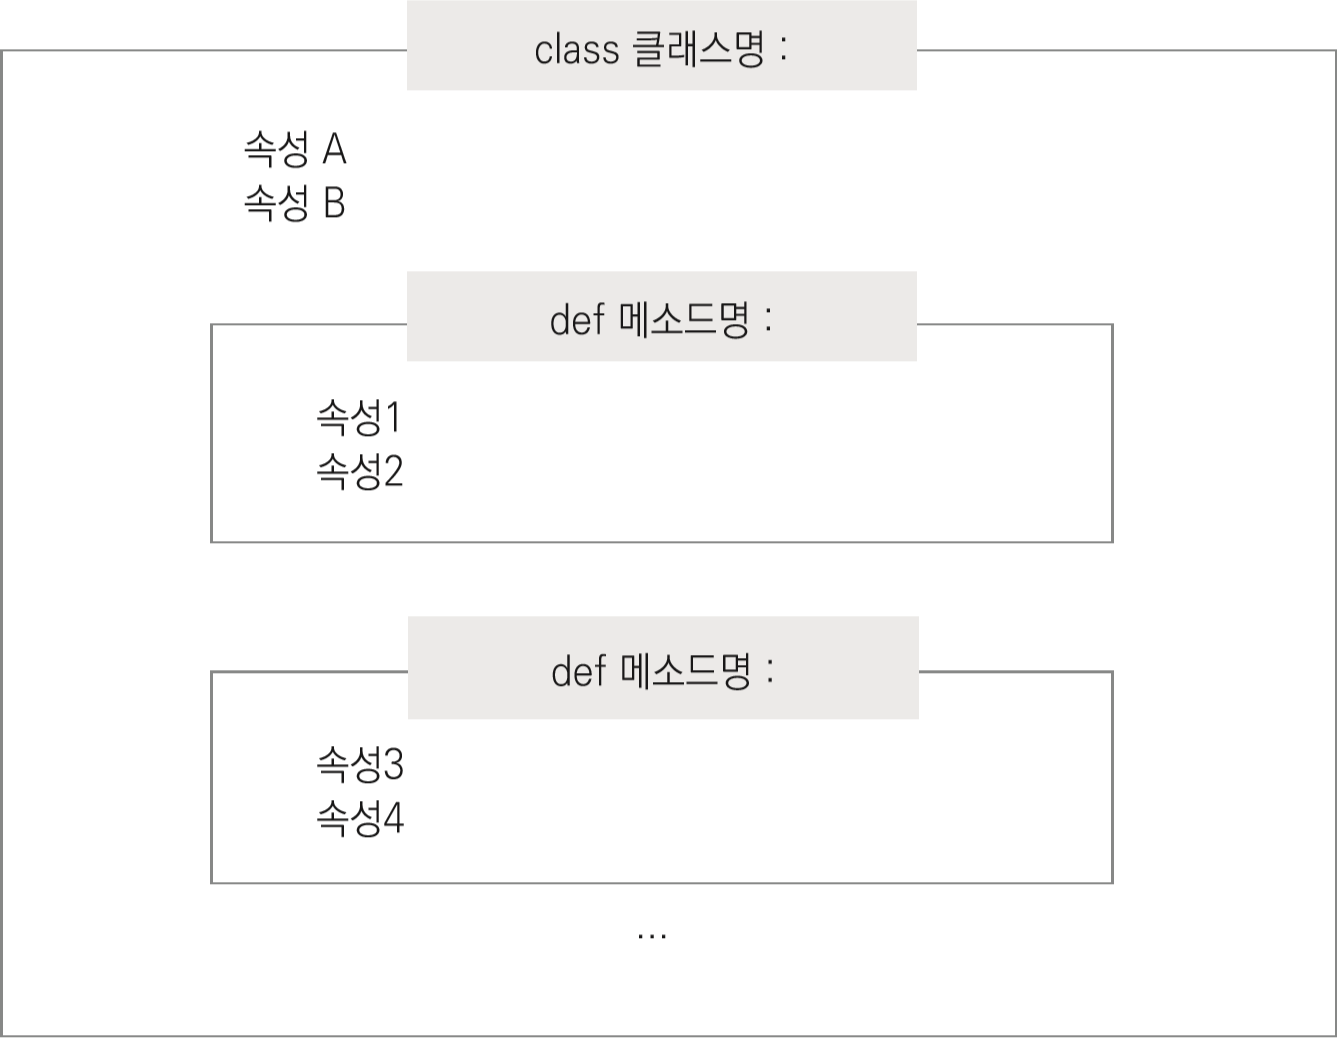 class 클래스명 :
속성 A
속성 B
def 메소드명 :
속성1
속성2
def 메소드명 :
속성3
속성4
...